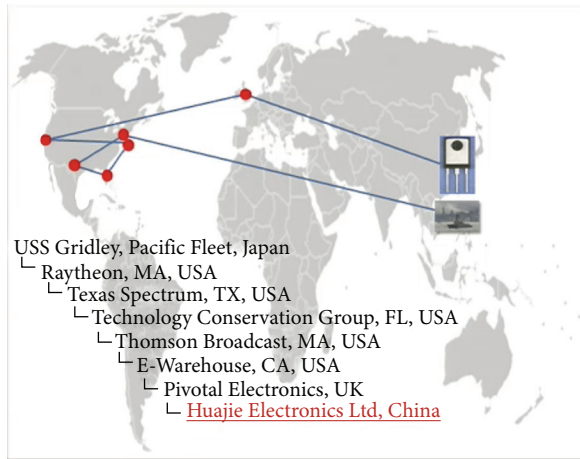 USS Gridley, Pacific Fleet, Japan
Raytheon, MA, USA
Texas Spectrum, TX, USA
Technology Conservation Group, FL, USA
Thomson Broadcast, MA, USA
E-Warehouse, CA, USA
Pivotal Electronics, UK
Huajie Electronics Ltd, China